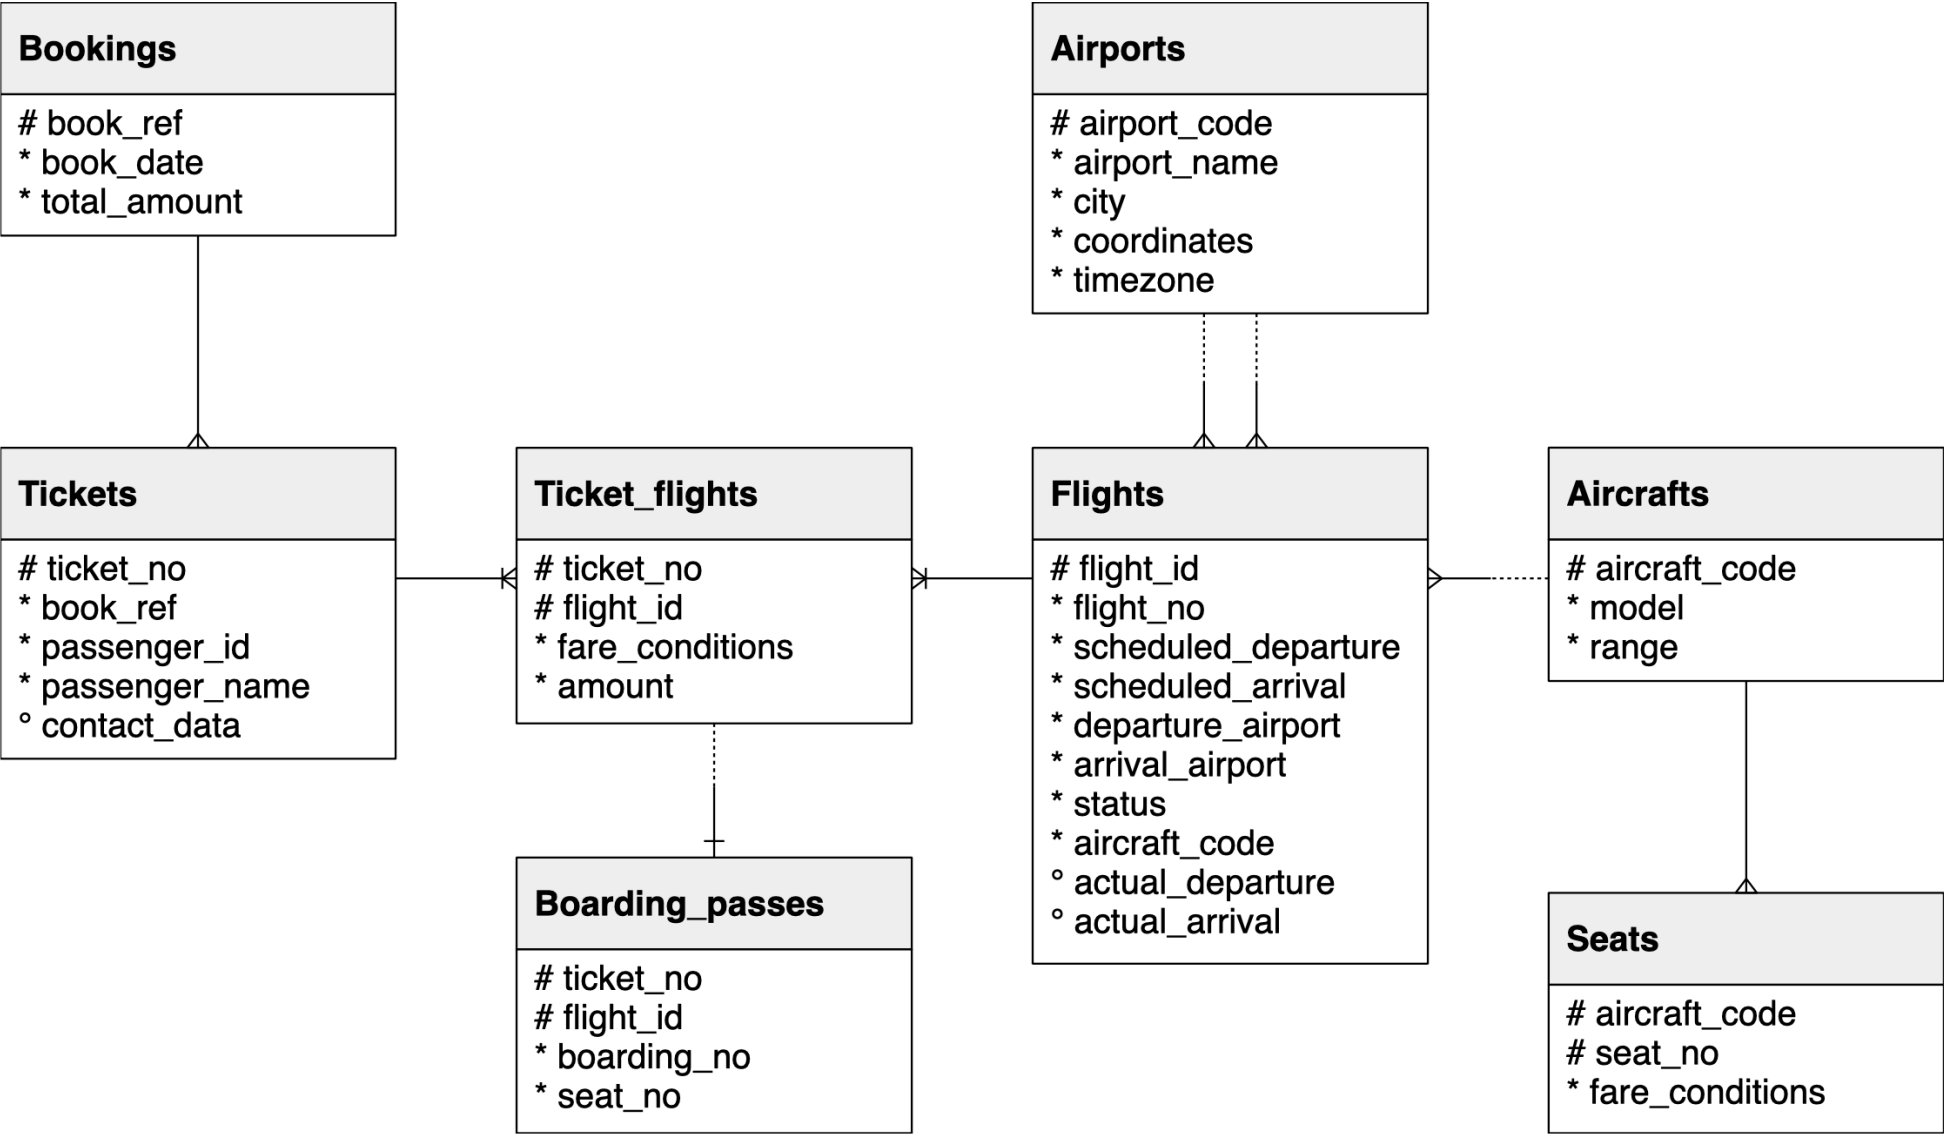 Bookings
# book_ref
* book_date
* total_amount
Airports
# airport_code
* airport_name
* city
* coordinates
* timezone
Tickets
# ticket_no
* book_ref
* passenger_id
* passenger_name
° contact_data
Ticket_flights
# ticket_no
# flight_id
* fare_conditions
* amount
Flights
# flight_id
* flight_no
* scheduled_departure
* scheduled_arrival
* departure_airport
* arrival_airport
* status
* aircraft_code
° actual_departure
° actual_arrival
Aircrafts
# aircraft_code
* model
* range
Boarding_passes
# ticket_no
# flight_id
* boarding_no
* seat_no
Seats
# aircraft_code
# seat_no
* fare_conditions